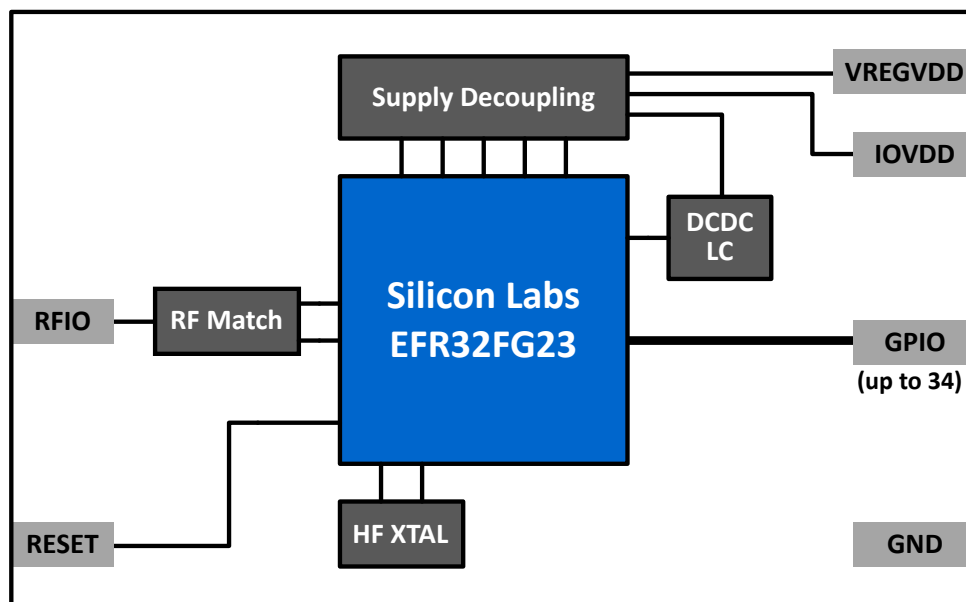 VREGVDD
Supply Decoupling
IOVDD
DCDC
LC
Silicon Labs
EFR32FG23
RFIO
RF Match
GPIO
(up to 34)
HF XTAL
RESET
GND